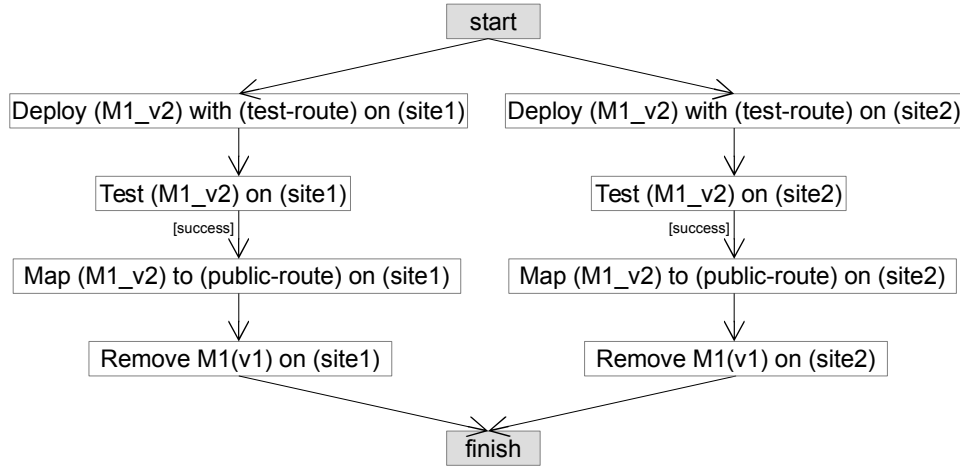 start
Deploy (M1_v2) with (test-route) on (site1)
Deploy (M1_v2) with (test-route) on (site2)
Test (M1_v2) on (site1)
Test (M1_v2) on (site2)
[success]
[success]
Map (M1_v2) to (public-route) on (site1)
Map (M1_v2) to (public-route) on (site2)
Remove M1(v1) on (site1)
Remove M1(v1) on (site2)
finish